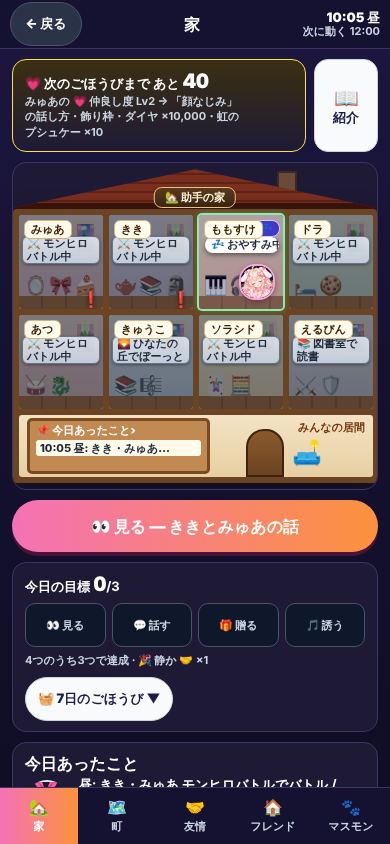 ← 戻る
家
10:05 昼
次に動く 12:00
💗 次のごほうびまで あと 40
みゅあの 💗 仲良し度 Lv2 → 「顔なじみ」
の話し方・飾り枠・ダイヤ ×10,000・虹の
プシュケー ×10
📖
紹介
🏡 助手の家
みゅあ
⚔️ モンヒロ
バトル中
きき
⚔️ モンヒロ
バトル中
ももすけ
💤 おやすみ中
ドラ
⚔️ モンヒロ
バトル中
あつ
⚔️ モンヒロ
バトル中
きゅうこ
🌄 ひなたの
丘でぼーっと
ソラシド
⚔️ モンヒロ
バトル中
えるぴん
📚 図書室で
読書
📌 今日あったこと›
10:05 昼: きき・みゅあ…
みんなの居間
👀 見る — ききとみゅあの話
今日の目標 0/3
👀 見る
💬 話す
🎁 贈る
🎵 誘う
4つのうち3つで達成・🎉 静か 🤝 ×1
🧺 7日のごほうび ▼
今日あったこと
昼: きき・みゅあ モンヒロバトルでバトル /
🏡 家
🗺️ 町
🤝 友情
🏠 フレンド
🐾 マスモン